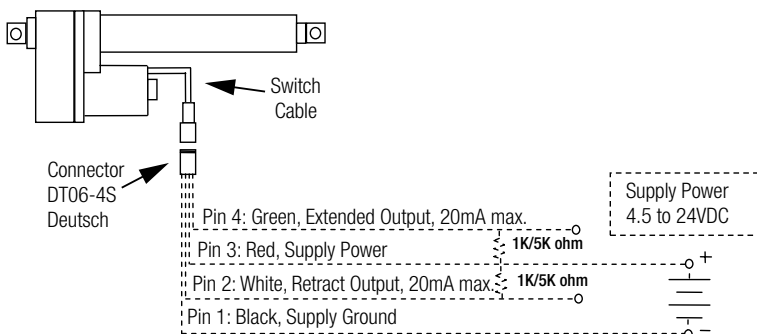 Switch
Cable
Connector
DT06-4S
Deutsch
Supply Power
4.5 to 24VDC
Pin 4: Green, Extended Output, 20mA max.
1K/5K ohm
Pin 3: Red, Supply Power
+
Pin 2: White, Retract Output, 20mA max.
1K/5K ohm
Pin 1: Black, Supply Ground
–